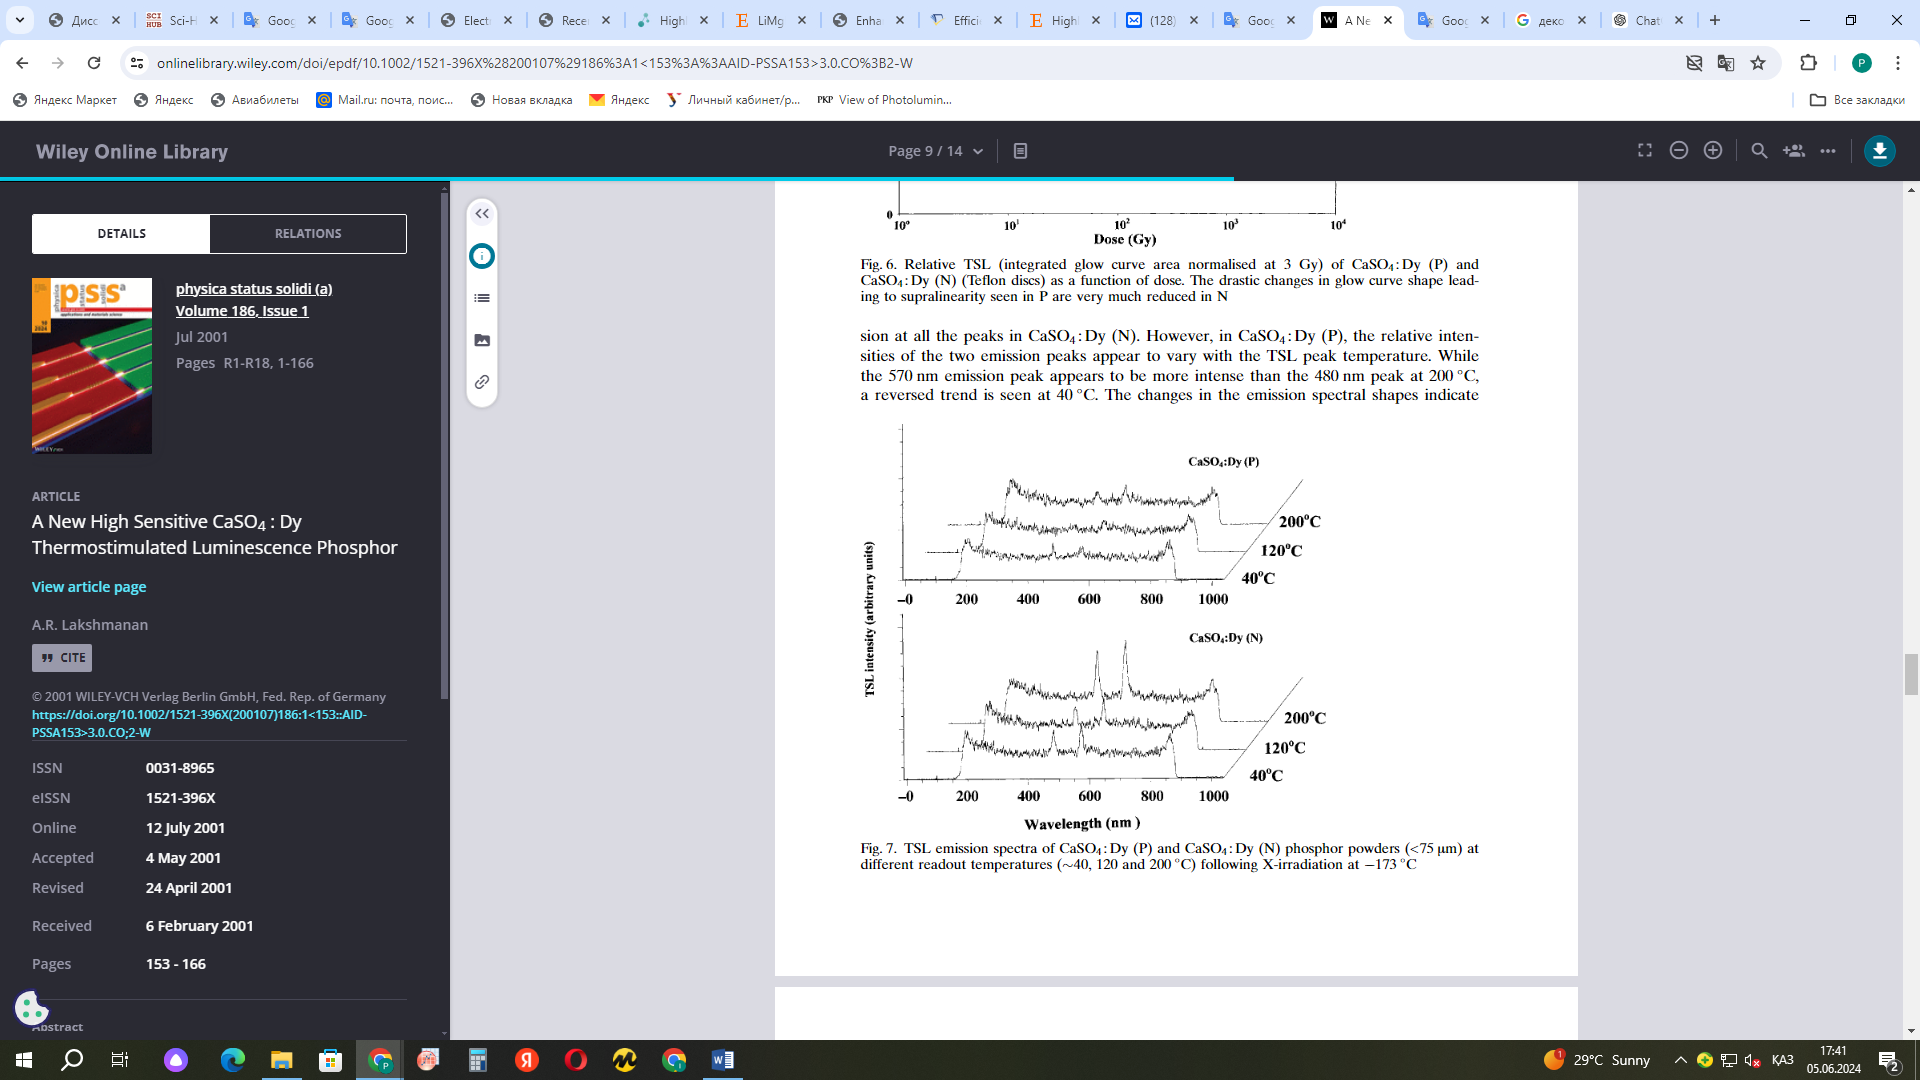 Дисс
Sci-H
Goog
Goog
Electr
Rece
Highl
LiMg
Enha
Effici
Highl
(128)
Goog
A Ne
Goog
деко
Chat
onlinelibrary.wiley.com/doi/epdf/10.1002/1521-396X%28200107%29186%3A1<153%3A%3AAID-PSSA153>3.0.CO%3B2-W
P
Яндекс Маркет
Яндекс
Авиабилеты
Mail.ru: почта, поис...
Новая вкладка
Яндекс
Личный кабинет/р...
PKP View of Photolumin...
Все закладки
Wiley Online Library
Page 9 / 14
DETAILS
RELATIONS
physica status solidi (a)
Volume 186, Issue 1
Jul 2001
Pages R1-R18, 1-166
ARTICLE
A New High Sensitive CaSO4 : Dy
Thermostimulated Luminescence Phosphor
View article page
A.R. Lakshmanan
CITE
© 2001 WILEY-VCH Verlag Berlin GmbH, Fed. Rep. of Germany
https://doi.org/10.1002/1521-396X(200107)186:1<153::AID-
PSSA153>3.0.CO;2-W
ISSN 0031-8965
eISSN 1521-396X
Online 12 July 2001
Accepted 4 May 2001
Revised 24 April 2001
Received 6 February 2001
Pages 153 - 166
Abstract
0
10⁰ 10¹ 10² 10³ 10⁴
Dose (Gy)
Fig. 6. Relative TSL (integrated glow curve area normalised at 3 Gy) of CaSO4:Dy (P) and
CaSO4:Dy (N) (Teflon discs) as a function of dose. The drastic changes in glow curve shape lead-
ing to supralinearity seen in P are very much reduced in N
sion at all the peaks in CaSO4:Dy (N). However, in CaSO4:Dy (P), the relative inten-
sities of the two emission peaks appear to vary with the TSL peak temperature. While
the 570 nm emission peak appears to be more intense than the 480 nm peak at 200 °C,
a reversed trend is seen at 40 °C. The changes in the emission spectral shapes indicate
CaSO4:Dy (P)
200°C
120°C
40°C
–0 200 400 600 800 1000
TSL intensity (arbitrary units)
CaSO4:Dy (N)
200°C
120°C
40°C
–0 200 400 600 800 1000
Wavelength (nm )
Fig. 7. TSL emission spectra of CaSO4:Dy (P) and CaSO4:Dy (N) phosphor powders (<75 µm) at
different readout temperatures (~40, 120 and 200 °C) following X-irradiation at –173 °C
29°C Sunny
ҚАЗ
17:41
05.06.2024
2